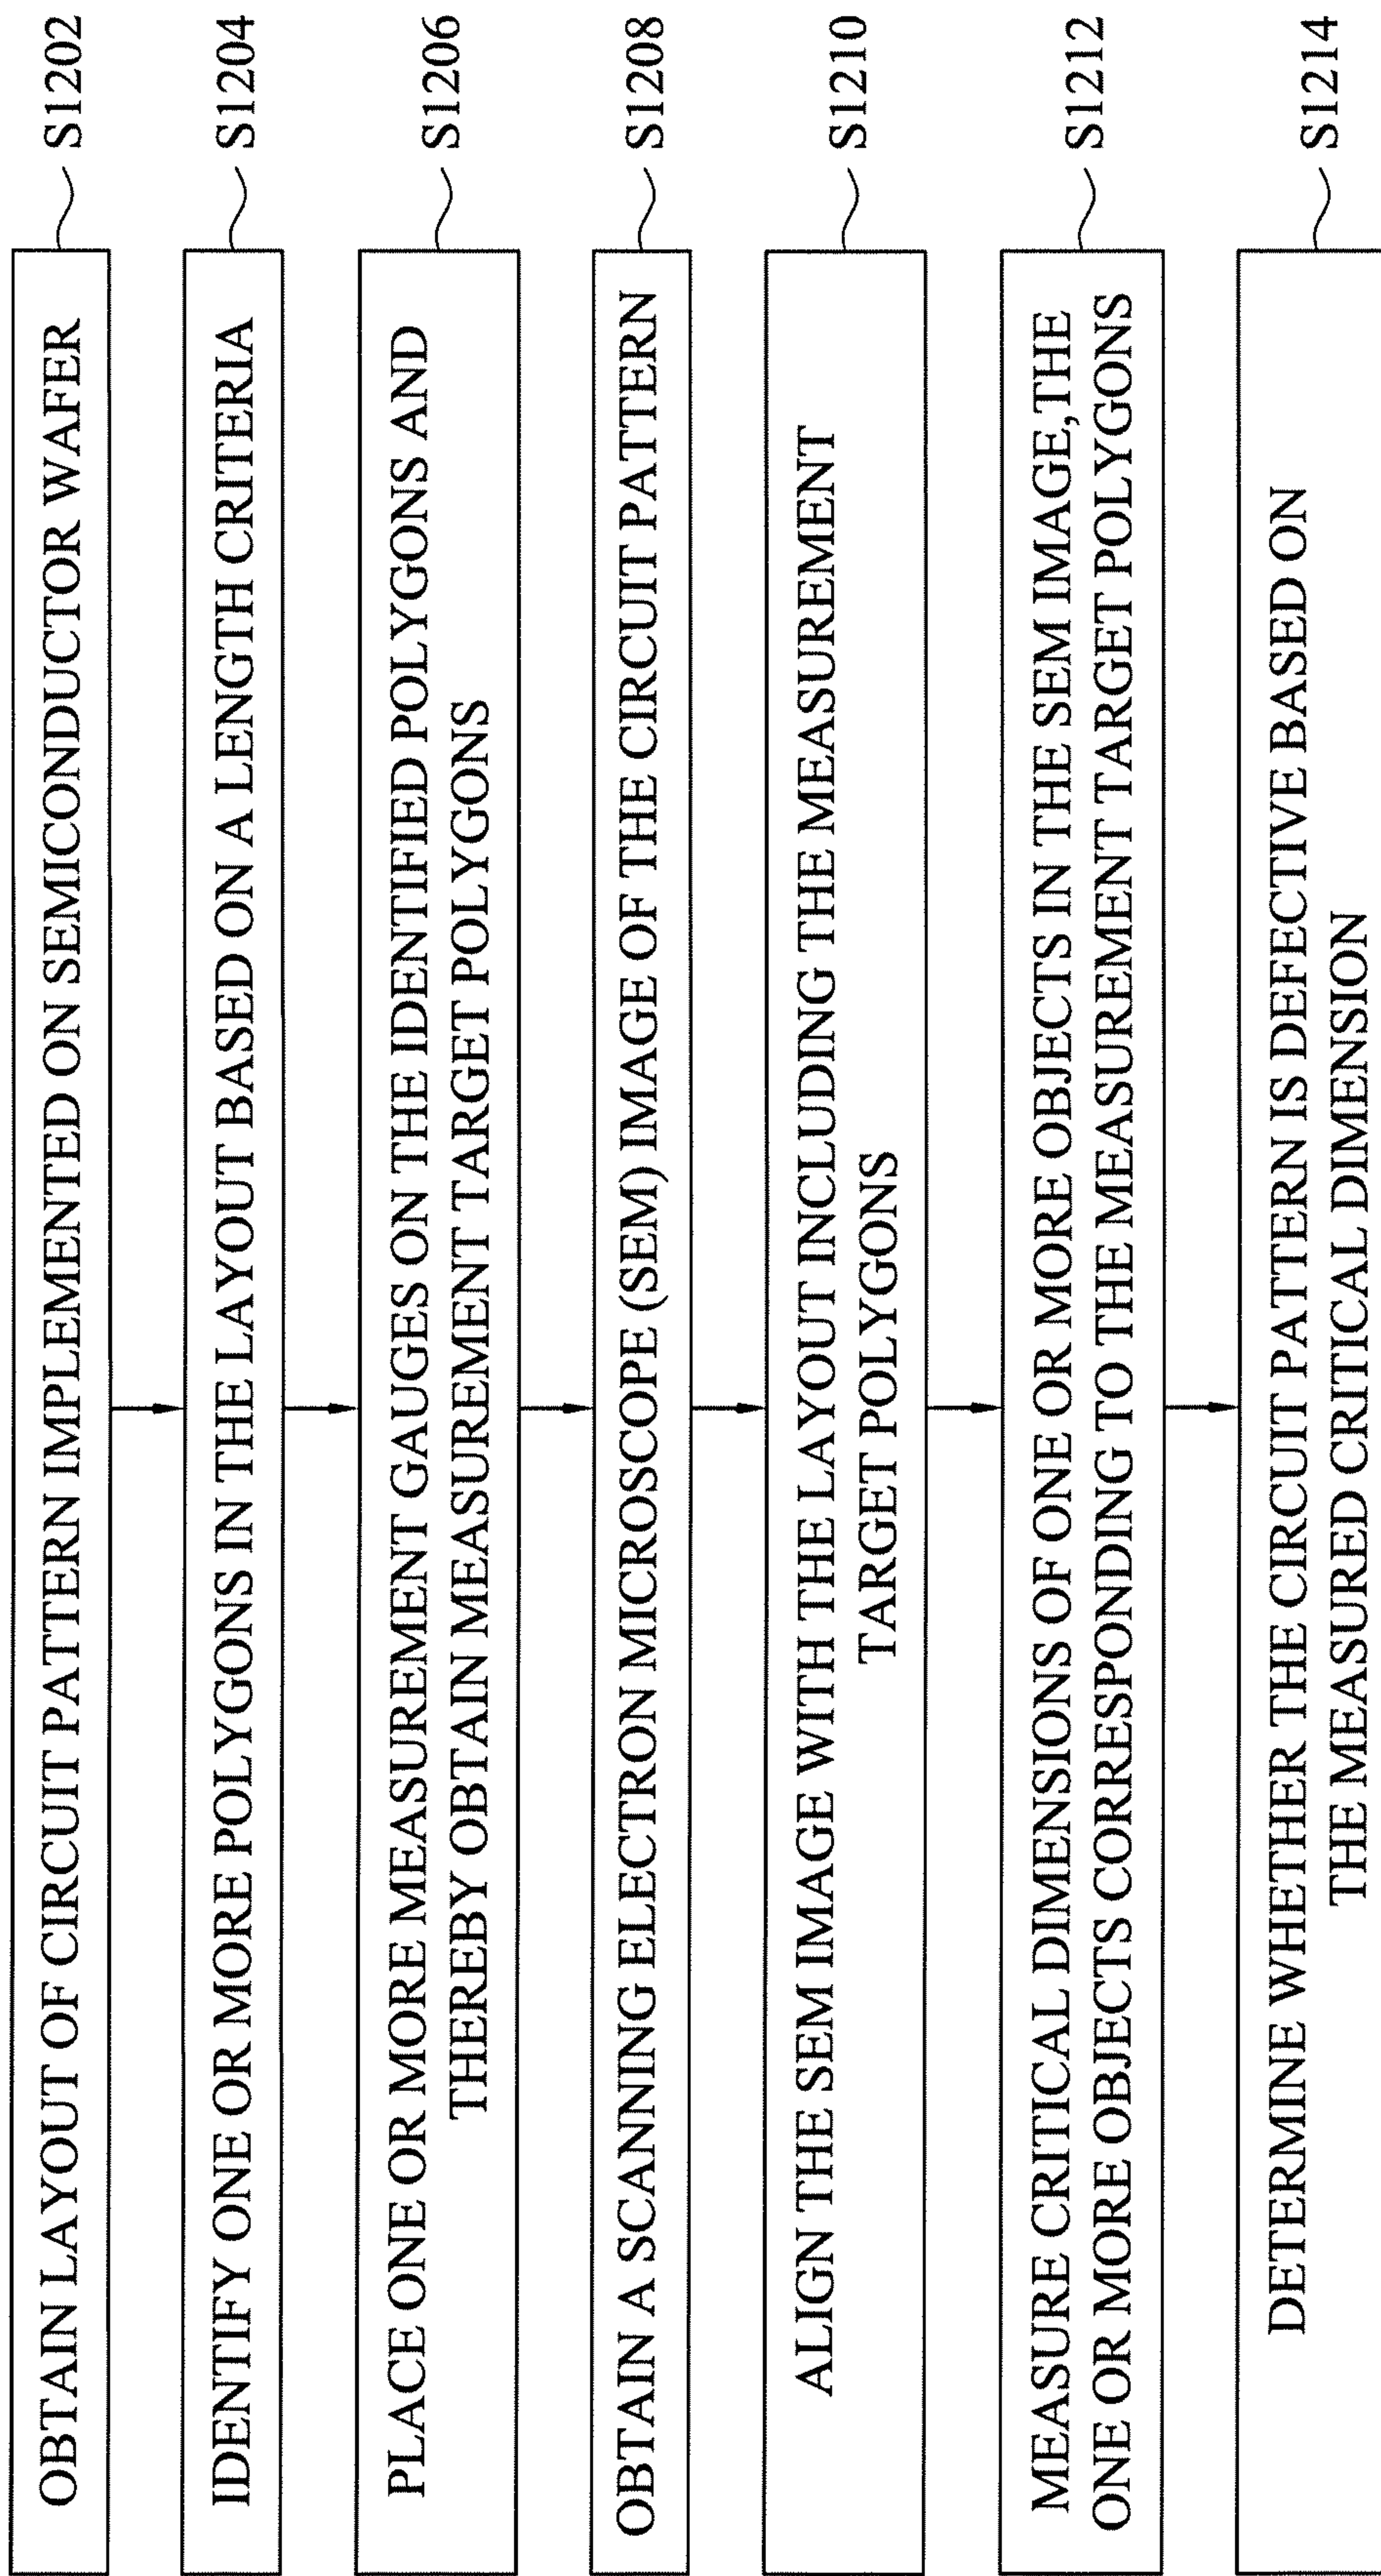 OBTAIN LAYOUT OF CIRCUIT PATTERN IMPLEMENTED ON SEMICONDUCTOR WAFER
S1202
IDENTIFY ONE OR MORE POLYGONS IN THE LAYOUT BASED ON A LENGTH CRITERIA
S1204
PLACE ONE OR MORE MEASUREMENT GAUGES ON THE IDENTIFIED POLYGONS AND
THEREBY OBTAIN MEASUREMENT TARGET POLYGONS
S1206
OBTAIN A SCANNING ELECTRON MICROSCOPE (SEM) IMAGE OF THE CIRCUIT PATTERN
S1208
ALIGN THE SEM IMAGE WITH THE LAYOUT INCLUDING THE MEASUREMENT
TARGET POLYGONS
S1210
MEASURE CRITICAL DIMENSIONS OF ONE OR MORE OBJECTS IN THE SEM IMAGE,THE
ONE OR MORE OBJECTS CORRESPONDING TO THE MEASUREMENT TARGET POLYGONS
S1212
DETERMINE WHETHER THE CIRCUIT PATTERN IS DEFECTIVE BASED ON
THE MEASURED CRITICAL DIMENSION
S1214